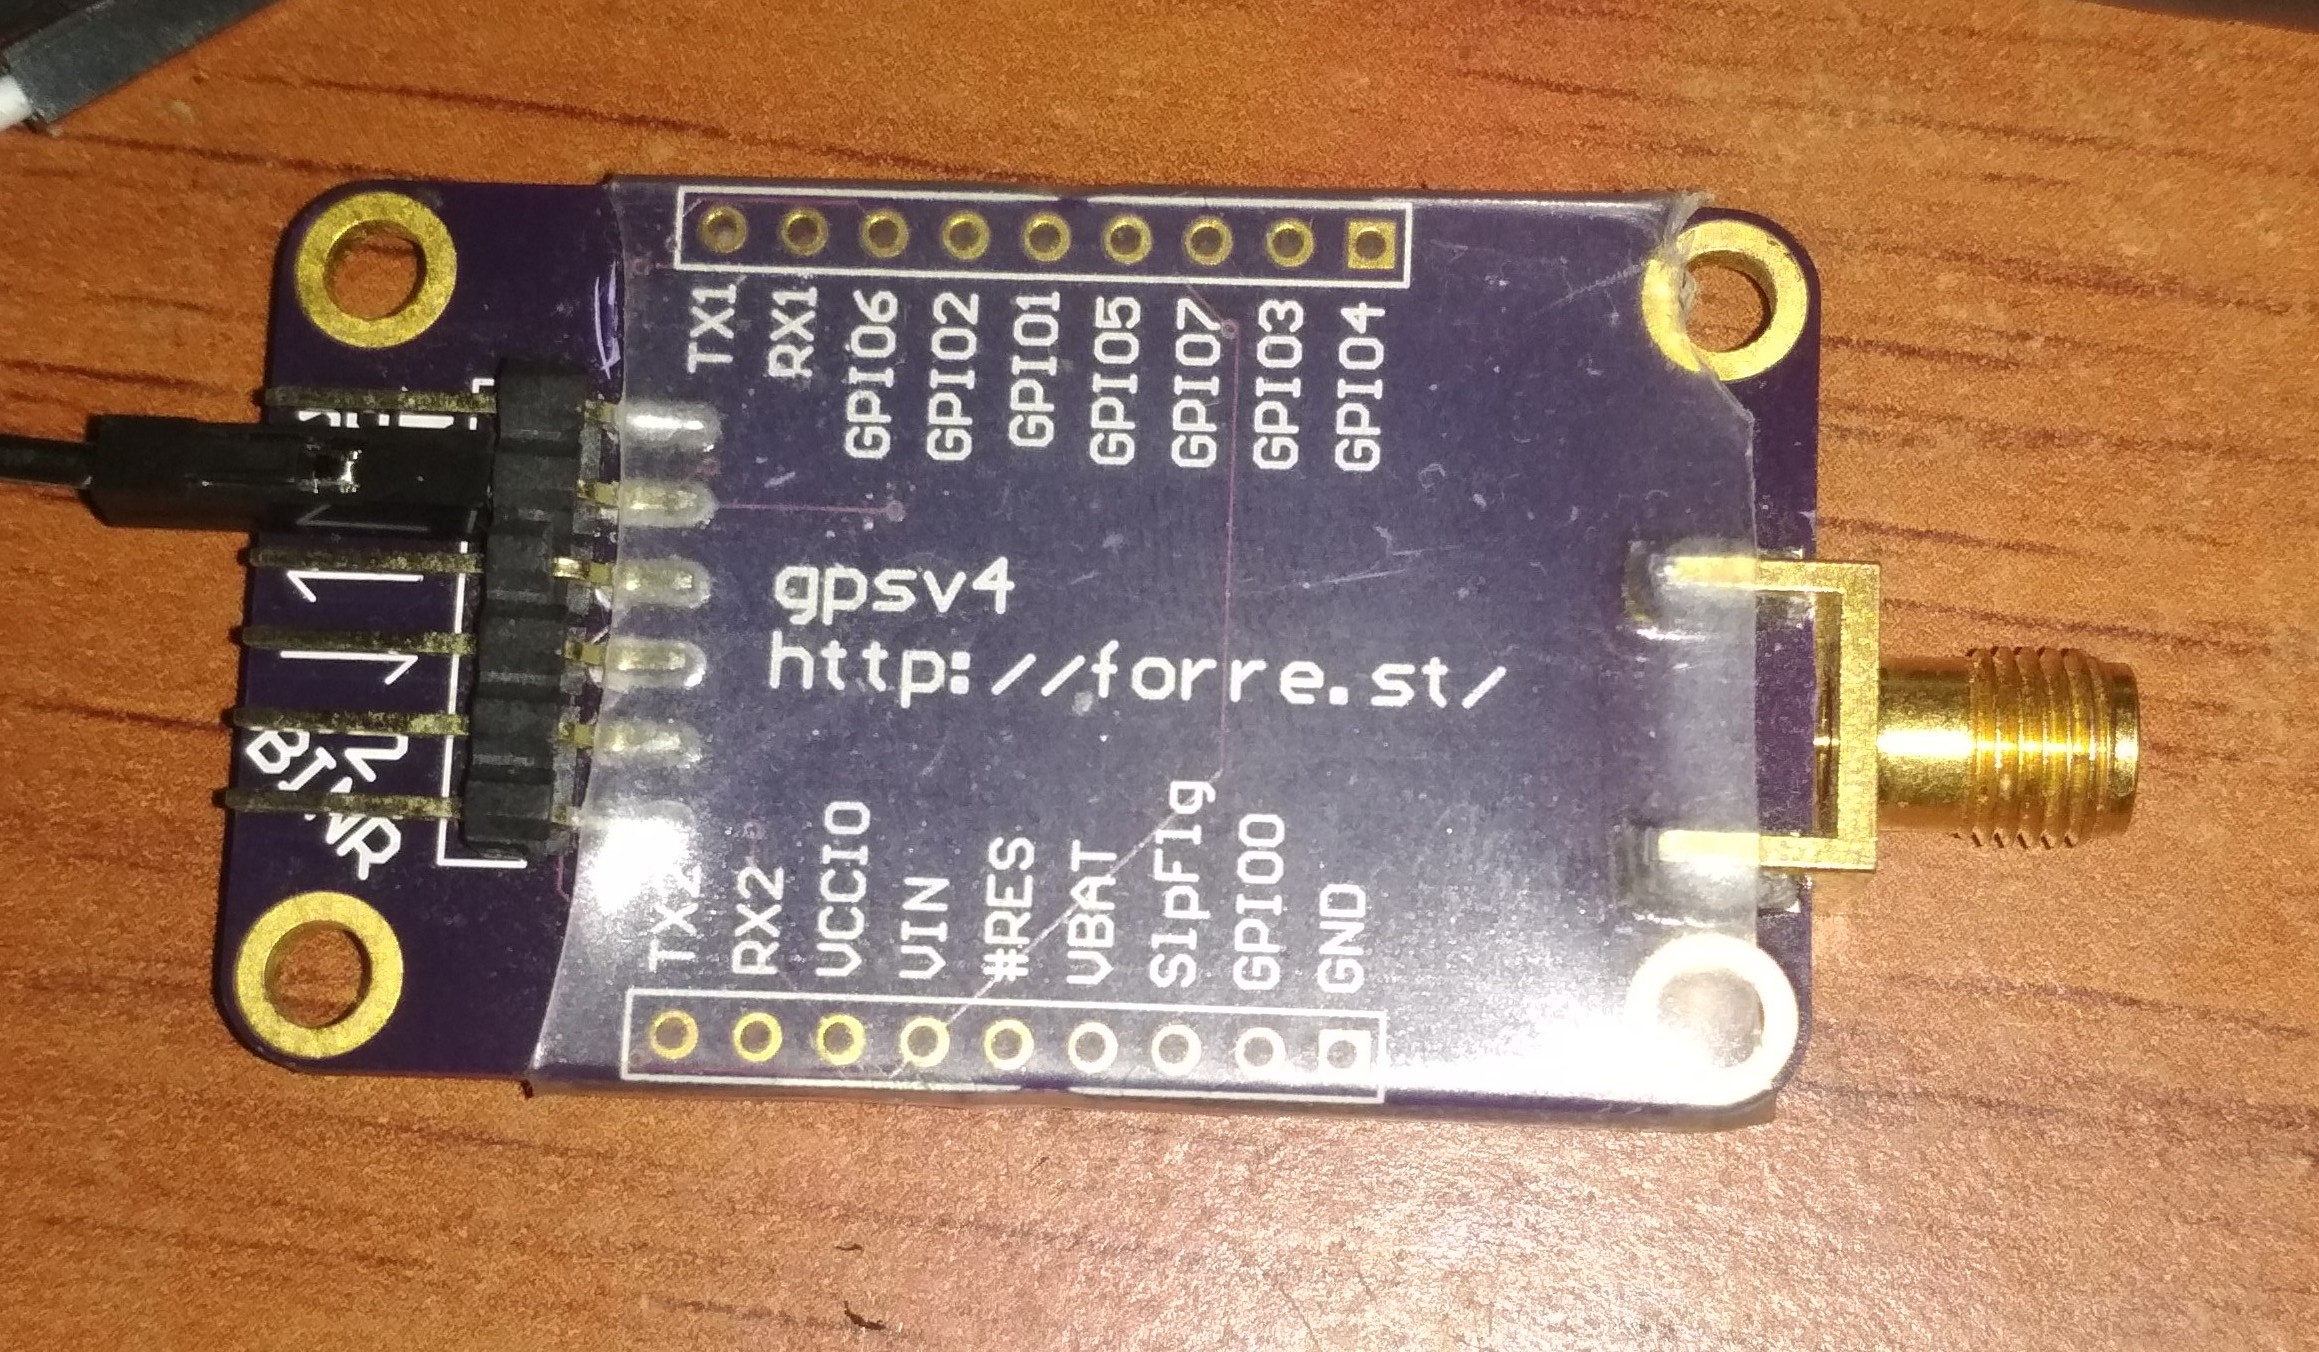 TX1
RX1
GPIO6
GPIO2
GPIO1
GPIO5
GPIO7
GPIO3
GPIO4
gpsv4
http://forre.st/
TX2
RX2
VCCIO
VIN
#RES
VBAT
SlpFlg
GPIO0
GND